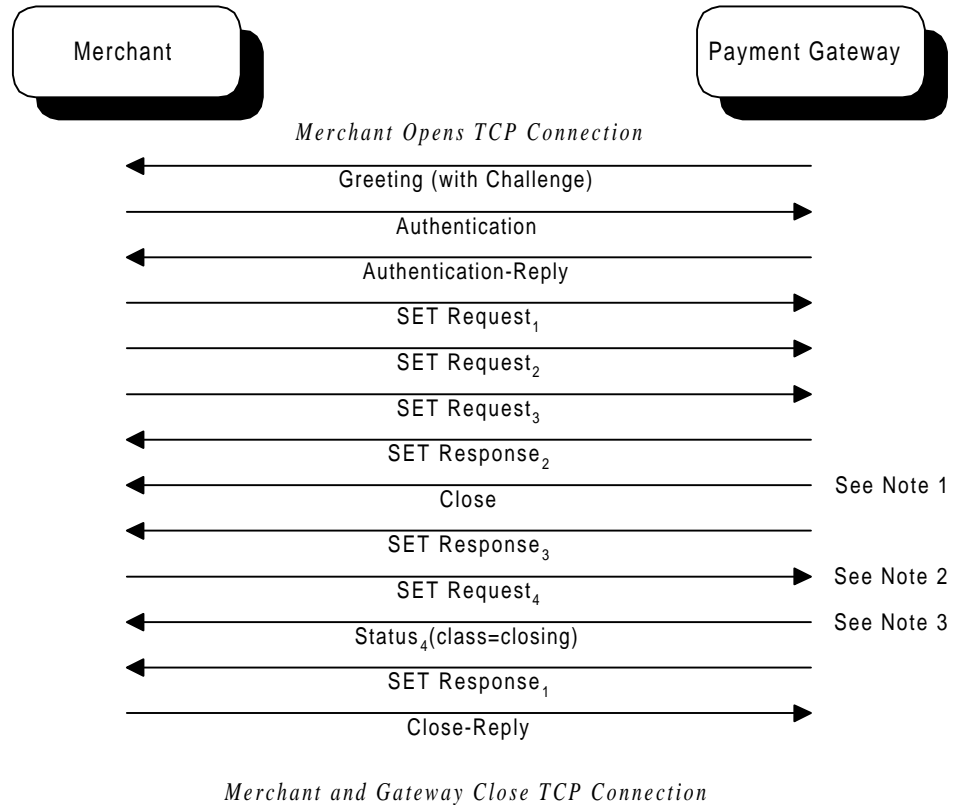 Merchant
Payment Gateway
Merchant Opens TCP Connection
Greeting (with Challenge)
Authentication
Authentication-Reply
SET Request₁
SET Request₂
SET Request₃
SET Response₂
Close
See Note 1
SET Response₃
SET Request₄
See Note 2
Status₄(class=closing)
See Note 3
SET Response₁
Close-Reply
Merchant and Gateway Close TCP Connection